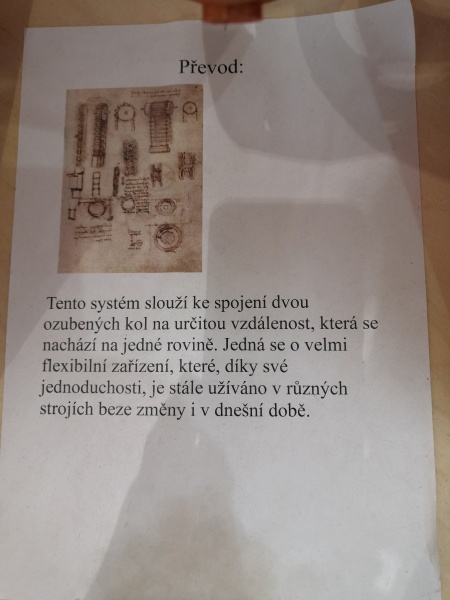 Převod:
Tento systém slouží ke spojení dvou
ozubených kol na určitou vzdálenost, která se
nachází na jedné rovině. Jedná se o velmi
flexibilní zařízení, které, díky své
jednoduchosti, je stále užíváno v různých
strojích beze změny i v dnešní době.